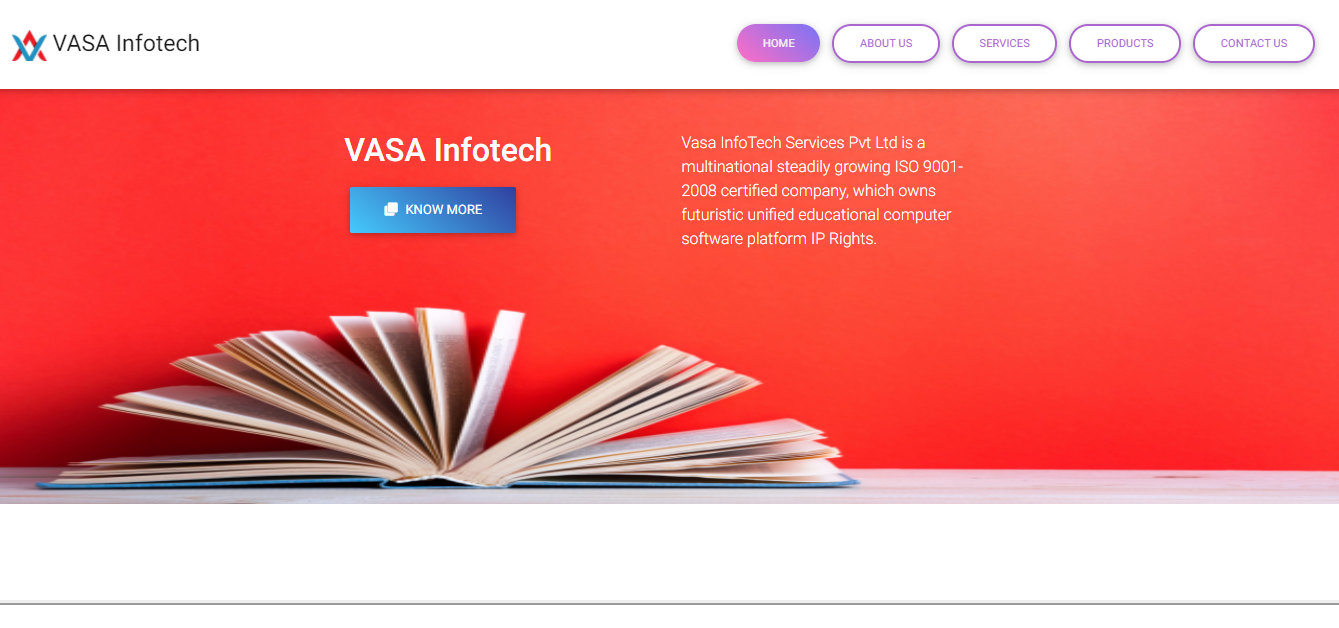 VASA Infotech
HOME
ABOUT US
SERVICES
PRODUCTS
CONTACT US
VASA Infotech
KNOW MORE
Vasa InfoTech Services Pvt Ltd is a
multinational steadily growing ISO 9001-
2008 certified company, which owns
futuristic unified educational computer
software platform IP Rights.